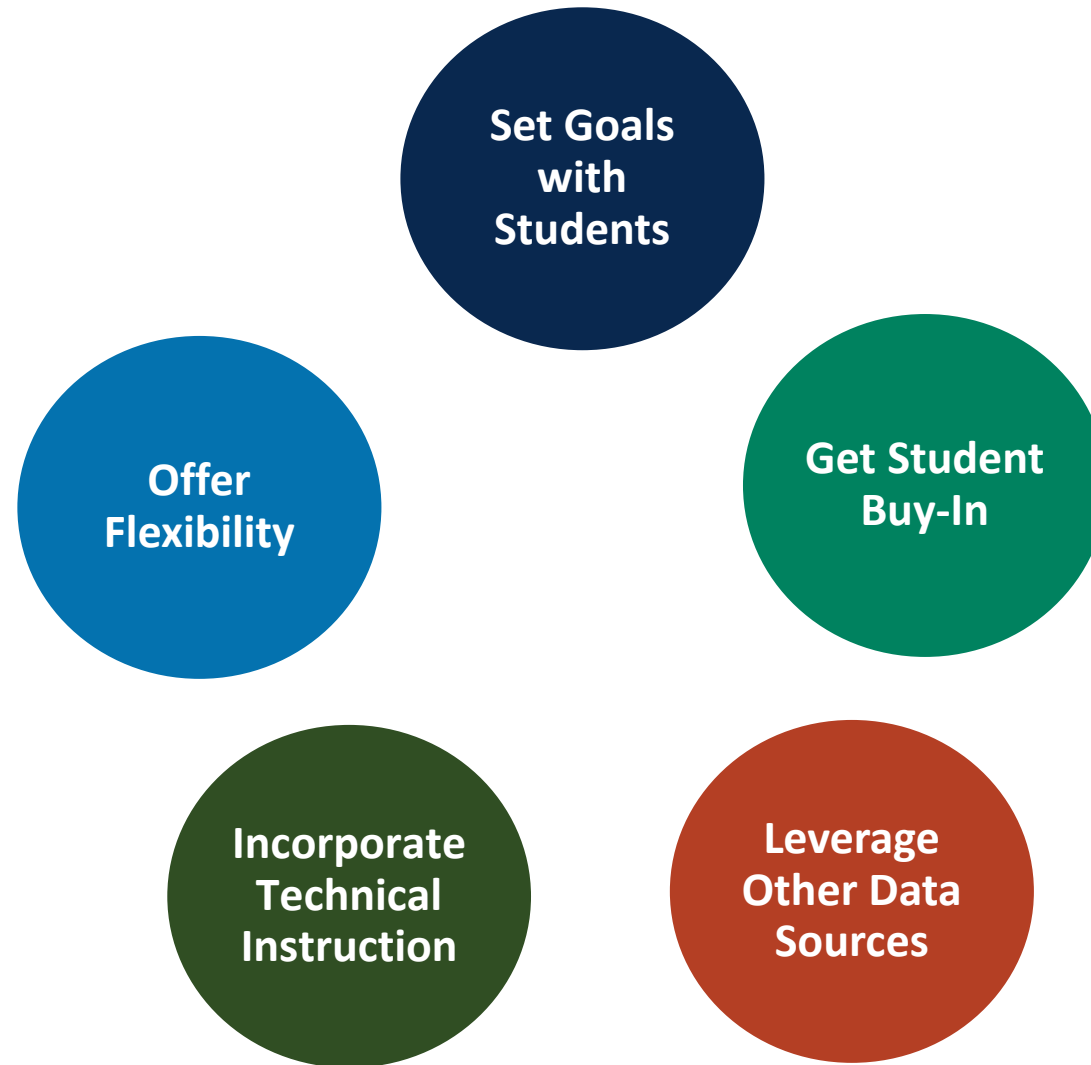 Set Goals
with
Students
Get Student
Buy-In
Leverage
Other Data
Sources
Incorporate
Technical
Instruction
Offer
Flexibility